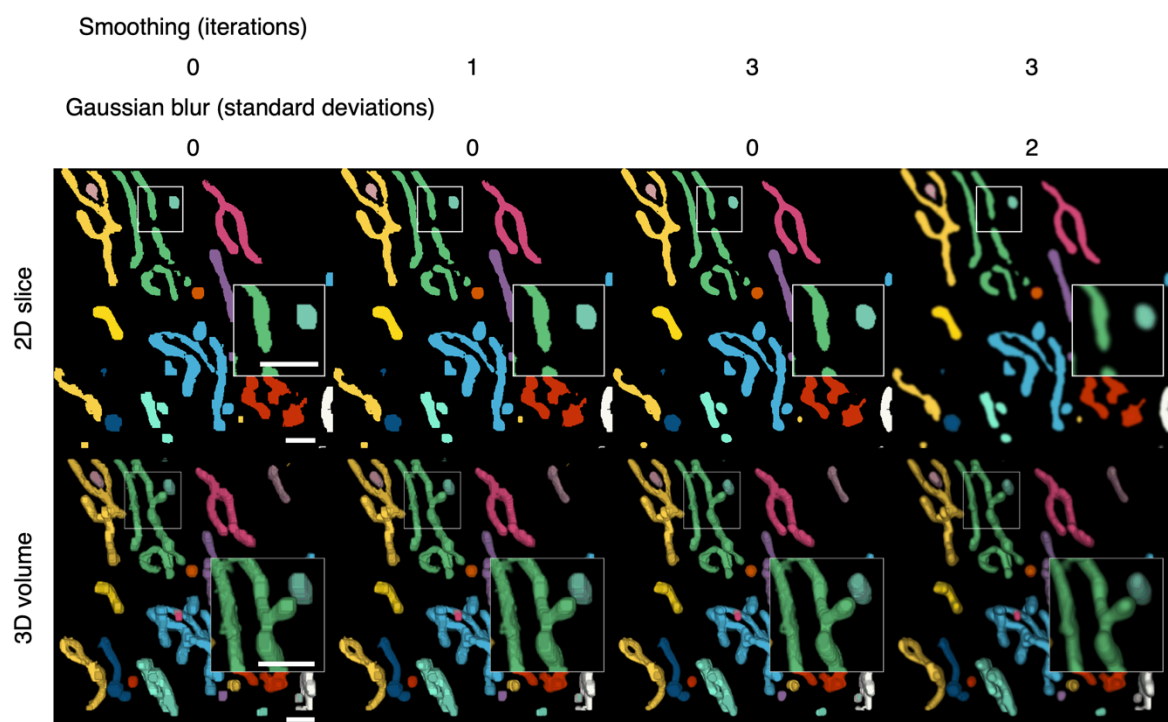 Smoothing (iterations)
0 1 3 3
Gaussian blur (standard deviations)
0 0 0 2
2D slice
3D volume